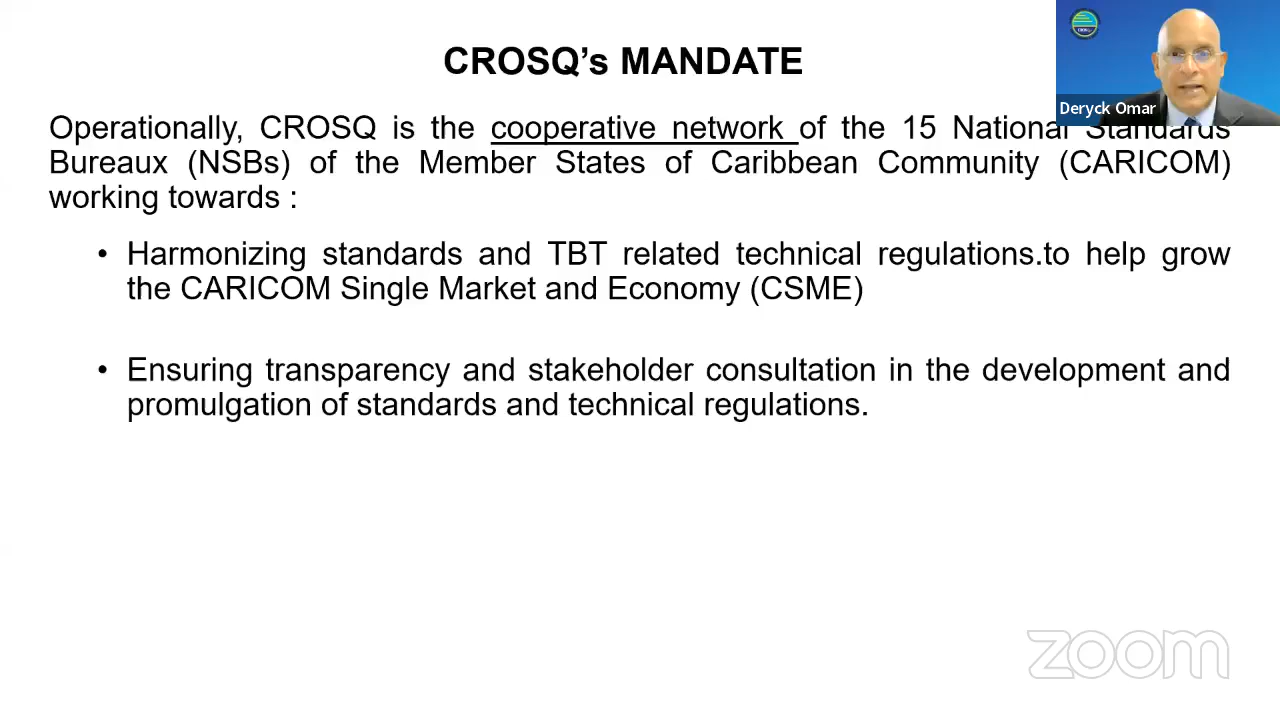 CROSQ’s MANDATE
Deryck Omar
Operationally, CROSQ is the cooperative network of the 15 National Standards
Bureaux (NSBs) of the Member States of Caribbean Community (CARICOM)
working towards :
• Harmonizing standards and TBT related technical regulations.to help grow
the CARICOM Single Market and Economy (CSME)
• Ensuring transparency and stakeholder consultation in the development and
promulgation of standards and technical regulations.
zoom